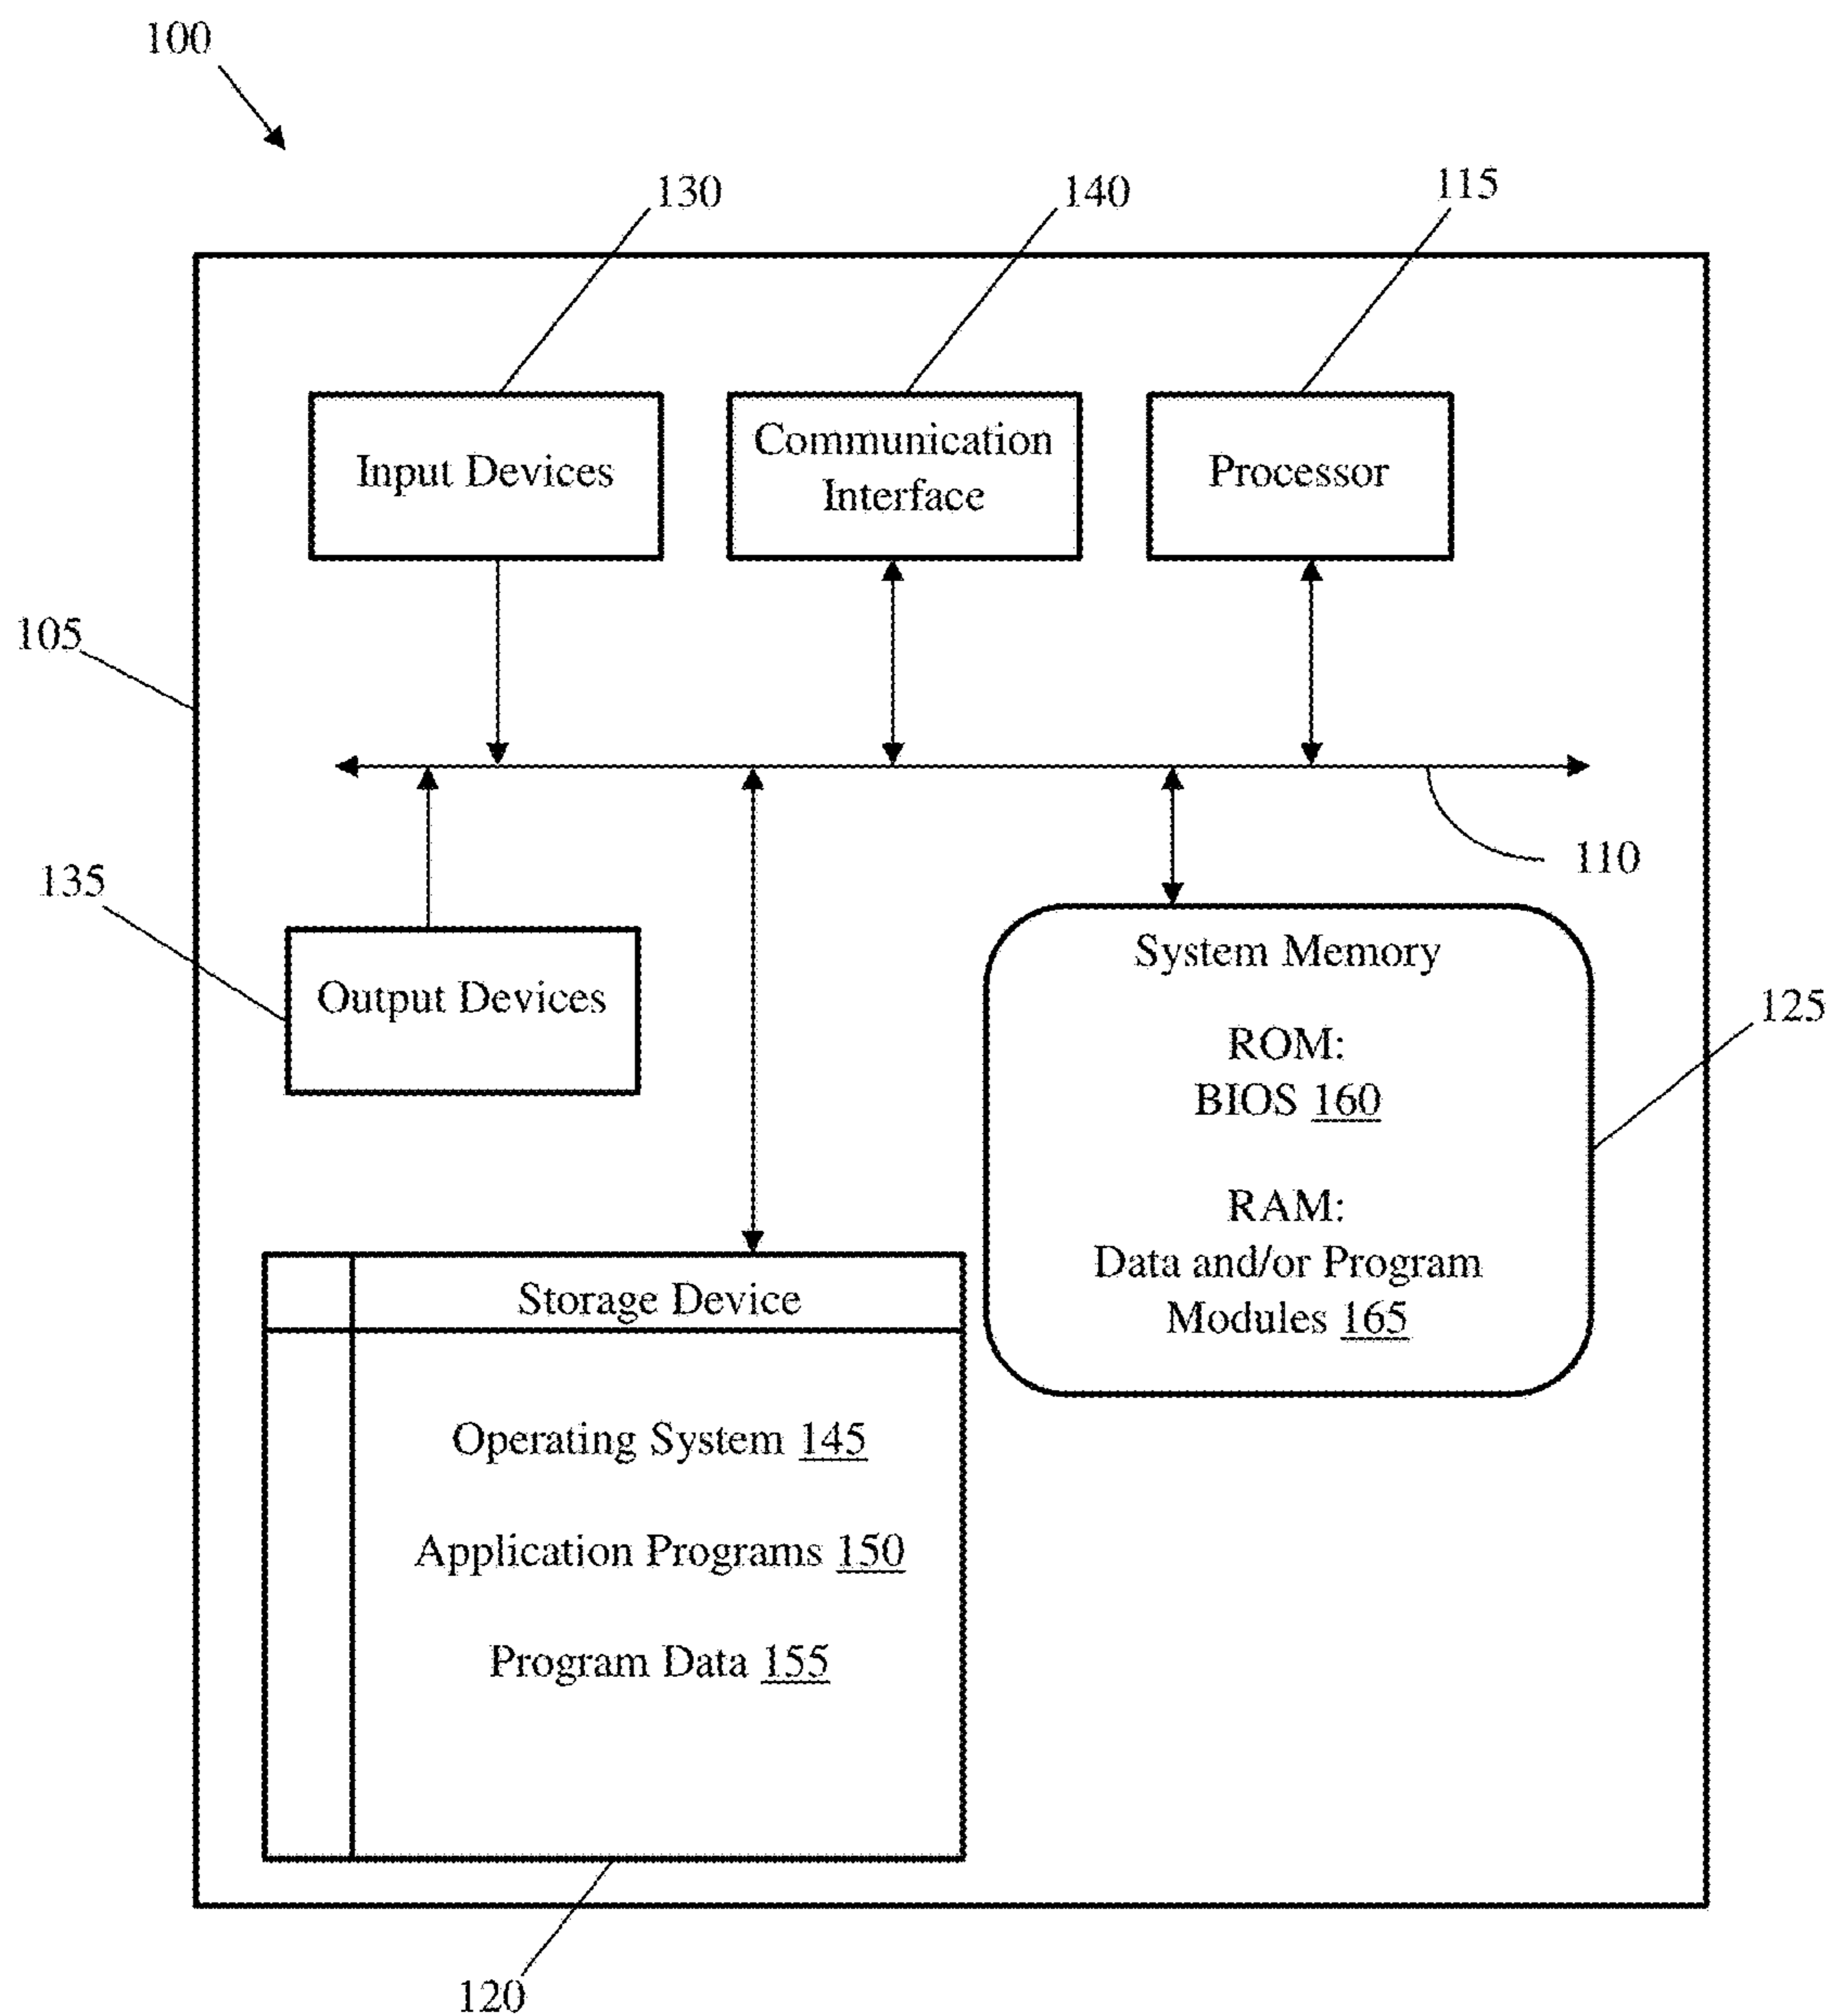 100
130
140
115
Input Devices
Communication
Interface
Processor
105
110
135
Output Devices
System Memory
ROM:
BIOS 160
RAM:
Data and/or Program
Modules 165
125
Storage Device
Operating System 145
Application Programs 150
Program Data 155
120